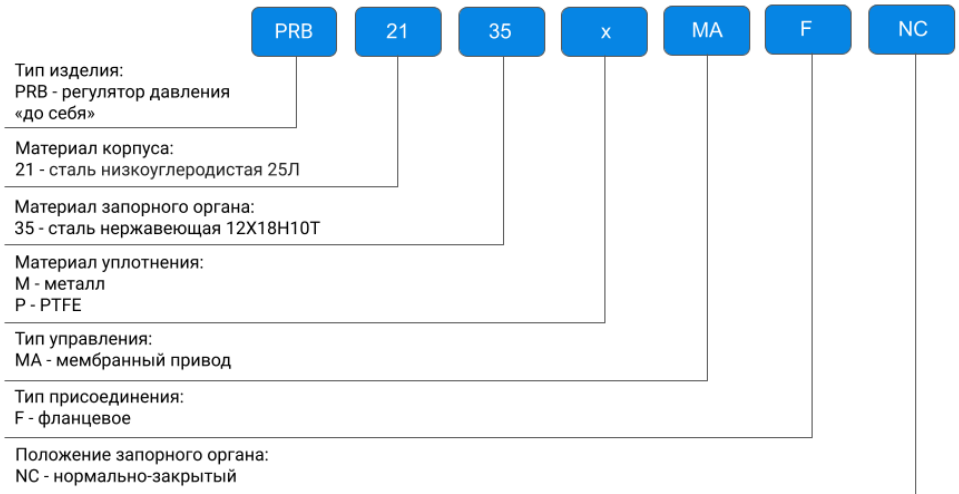 PRB 21 35 x MA F NC
Тип изделия:
PRB - регулятор давления
«до себя»
Материал корпуса:
21 - сталь низкоуглеродистая 25Л
Материал запорного органа:
35 - сталь нержавеющая 12Х18Н10Т
Материал уплотнения:
М - металл
Р - PTFE
Тип управления:
МА - мембранный привод
Тип присоединения:
F - фланцевое
Положение запорного органа:
NC - нормально-закрытый